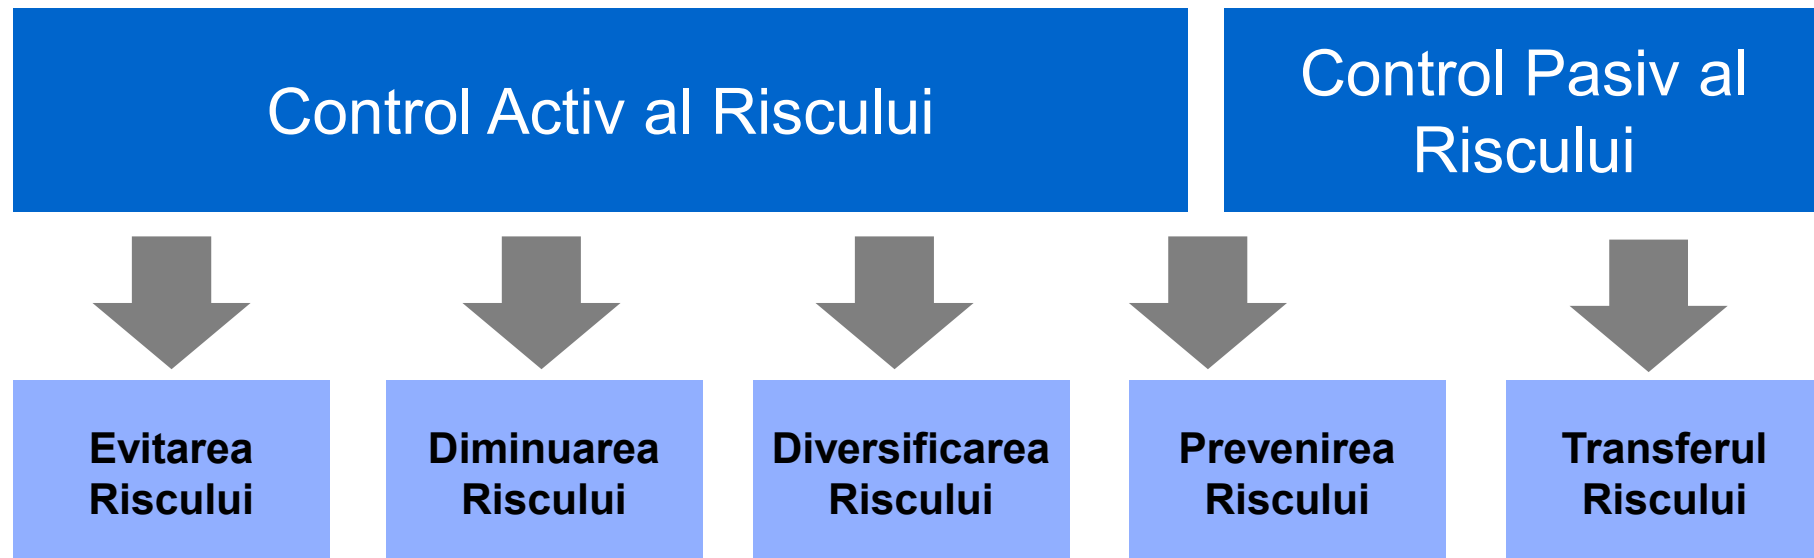 Control Activ al Riscului
Control Pasiv al
Riscului
Evitarea
Riscului
Diminuarea
Riscului
Diversificarea
Riscului
Prevenirea
Riscului
Transferul
Riscului